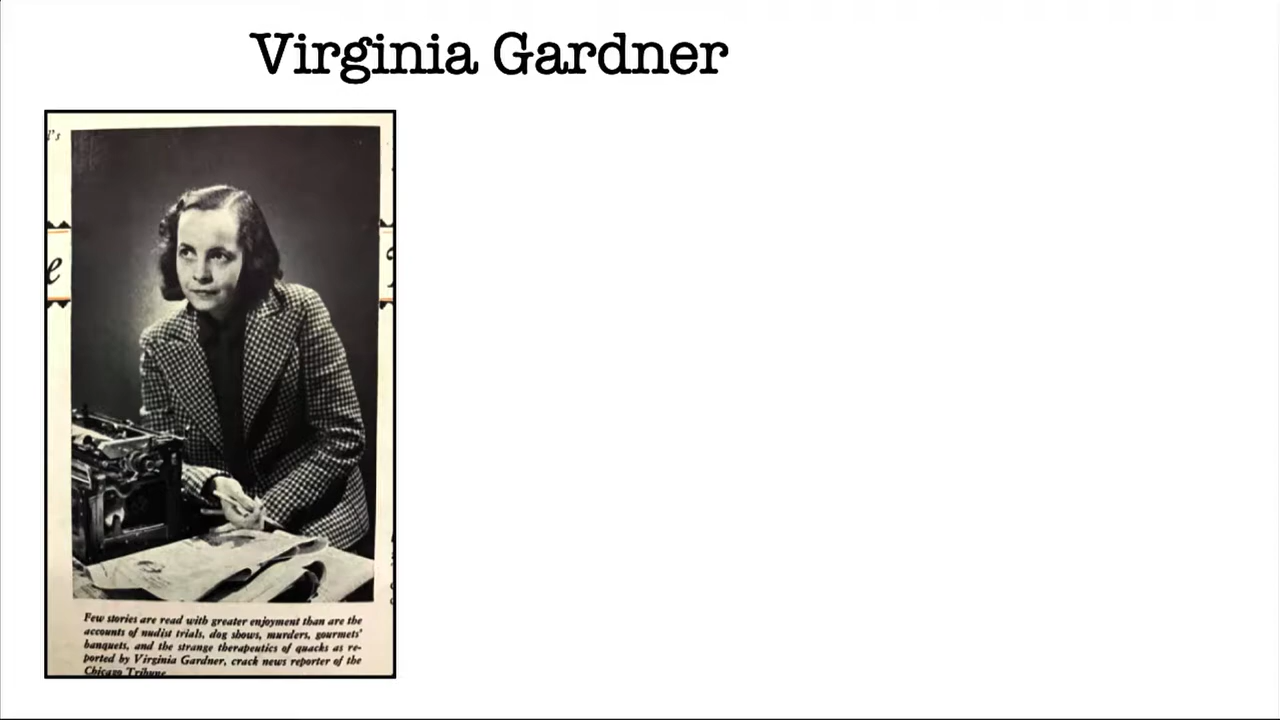 Virginia Gardner
d's
e
Few stories are read with greater enjoyment than are the
accounts of nudist trials, dog shows, murders, gourmets'
banquets, and the strange therapeutics of quacks as re-
ported by Virginia Gardner, crack news reporter of the
Chicago Tribune